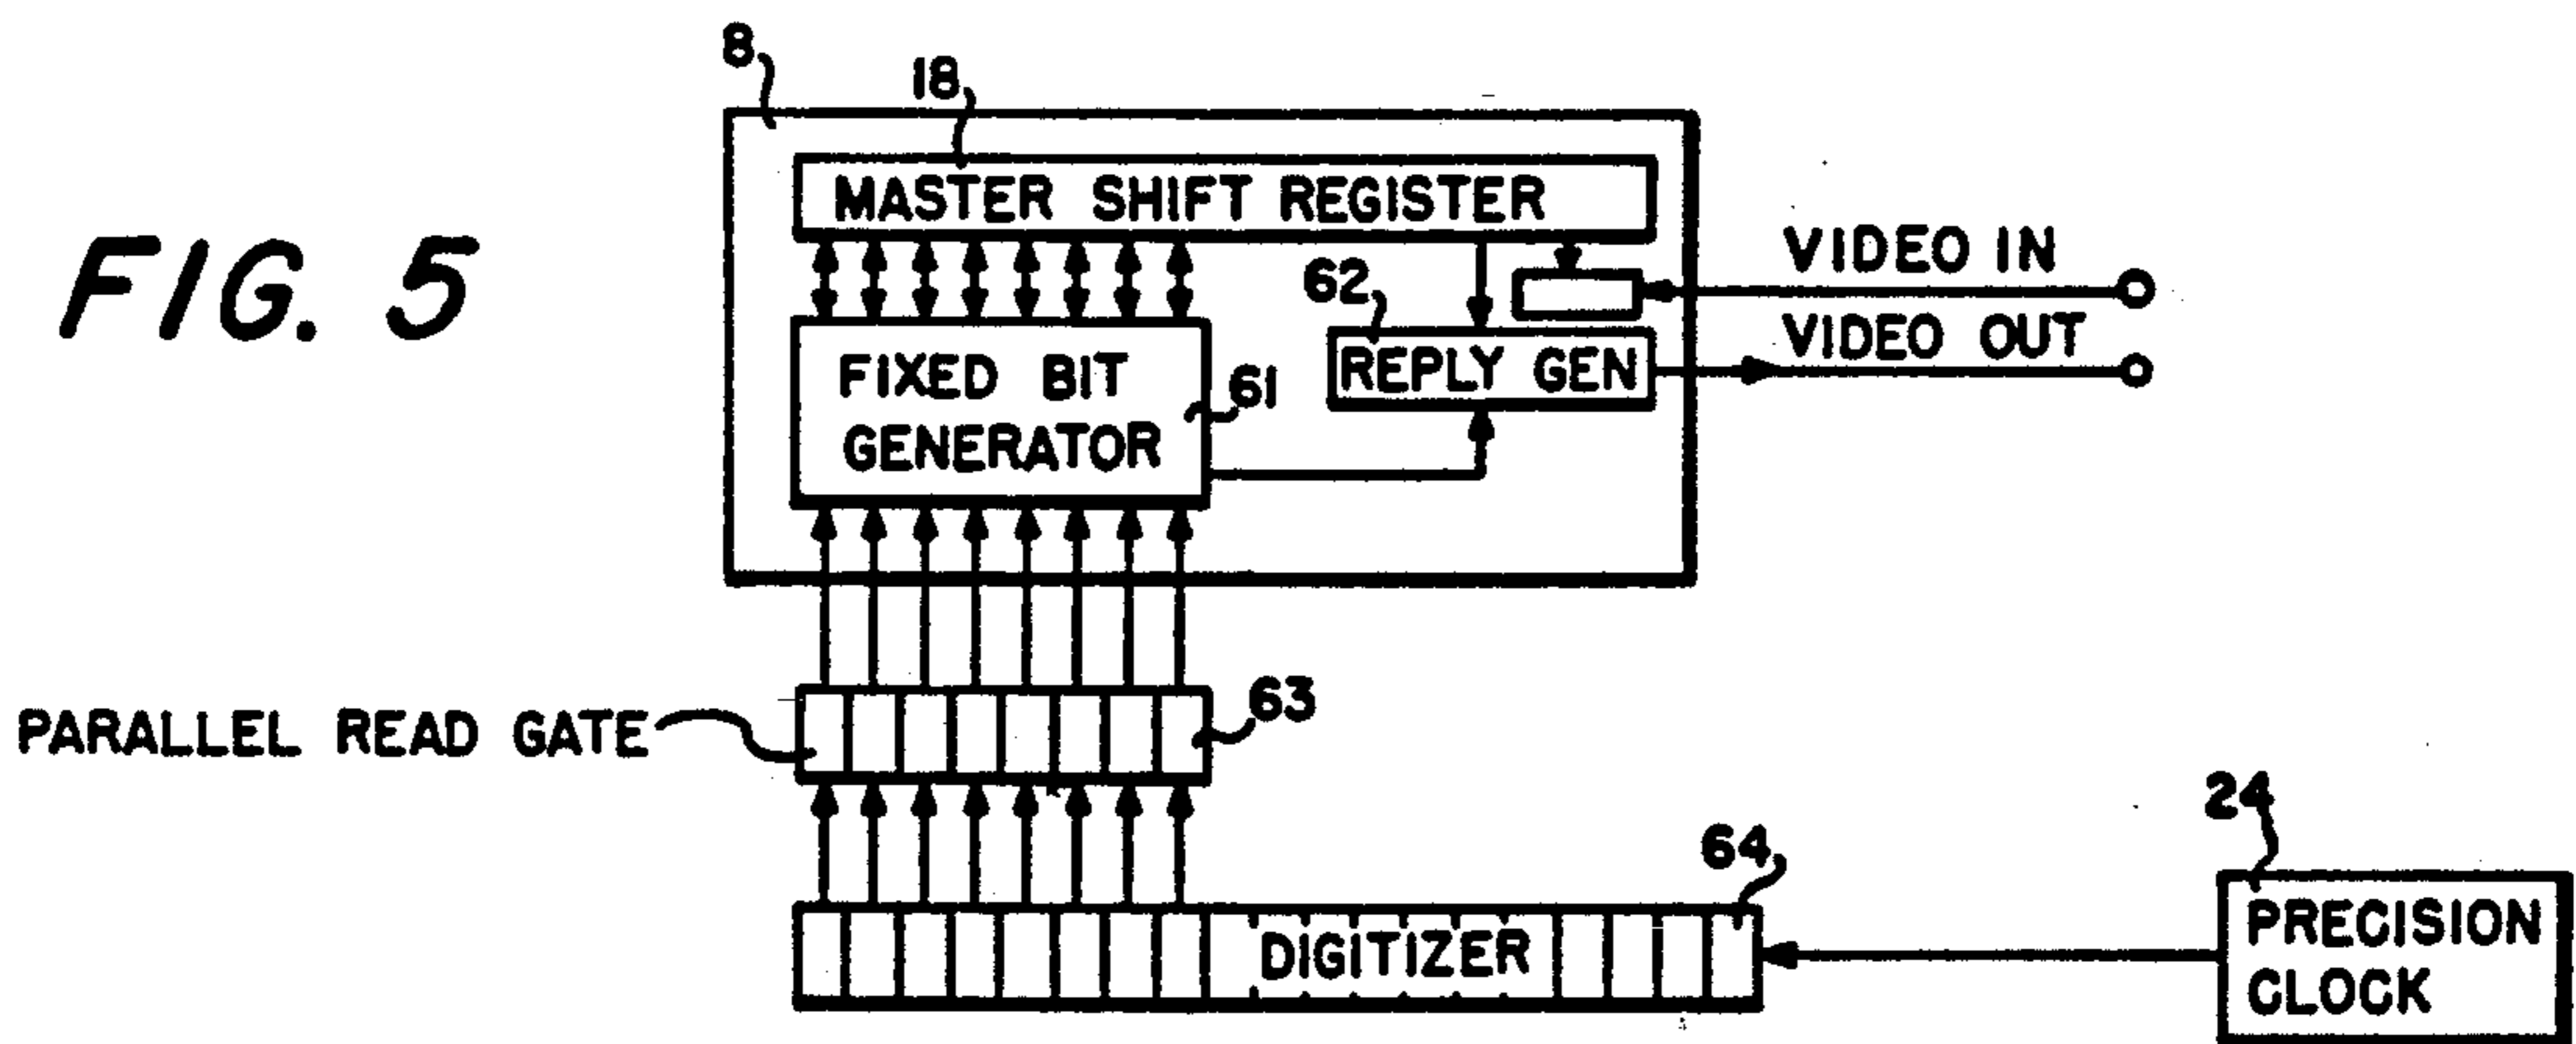 FIG. 5
8
18
MASTER SHIFT REGISTER
VIDEO IN
62
VIDEO OUT
REPLY GEN
FIXED BIT
GENERATOR
61
PARALLEL READ GATE
63
64
24
DIGITIZER
PRECISION
CLOCK